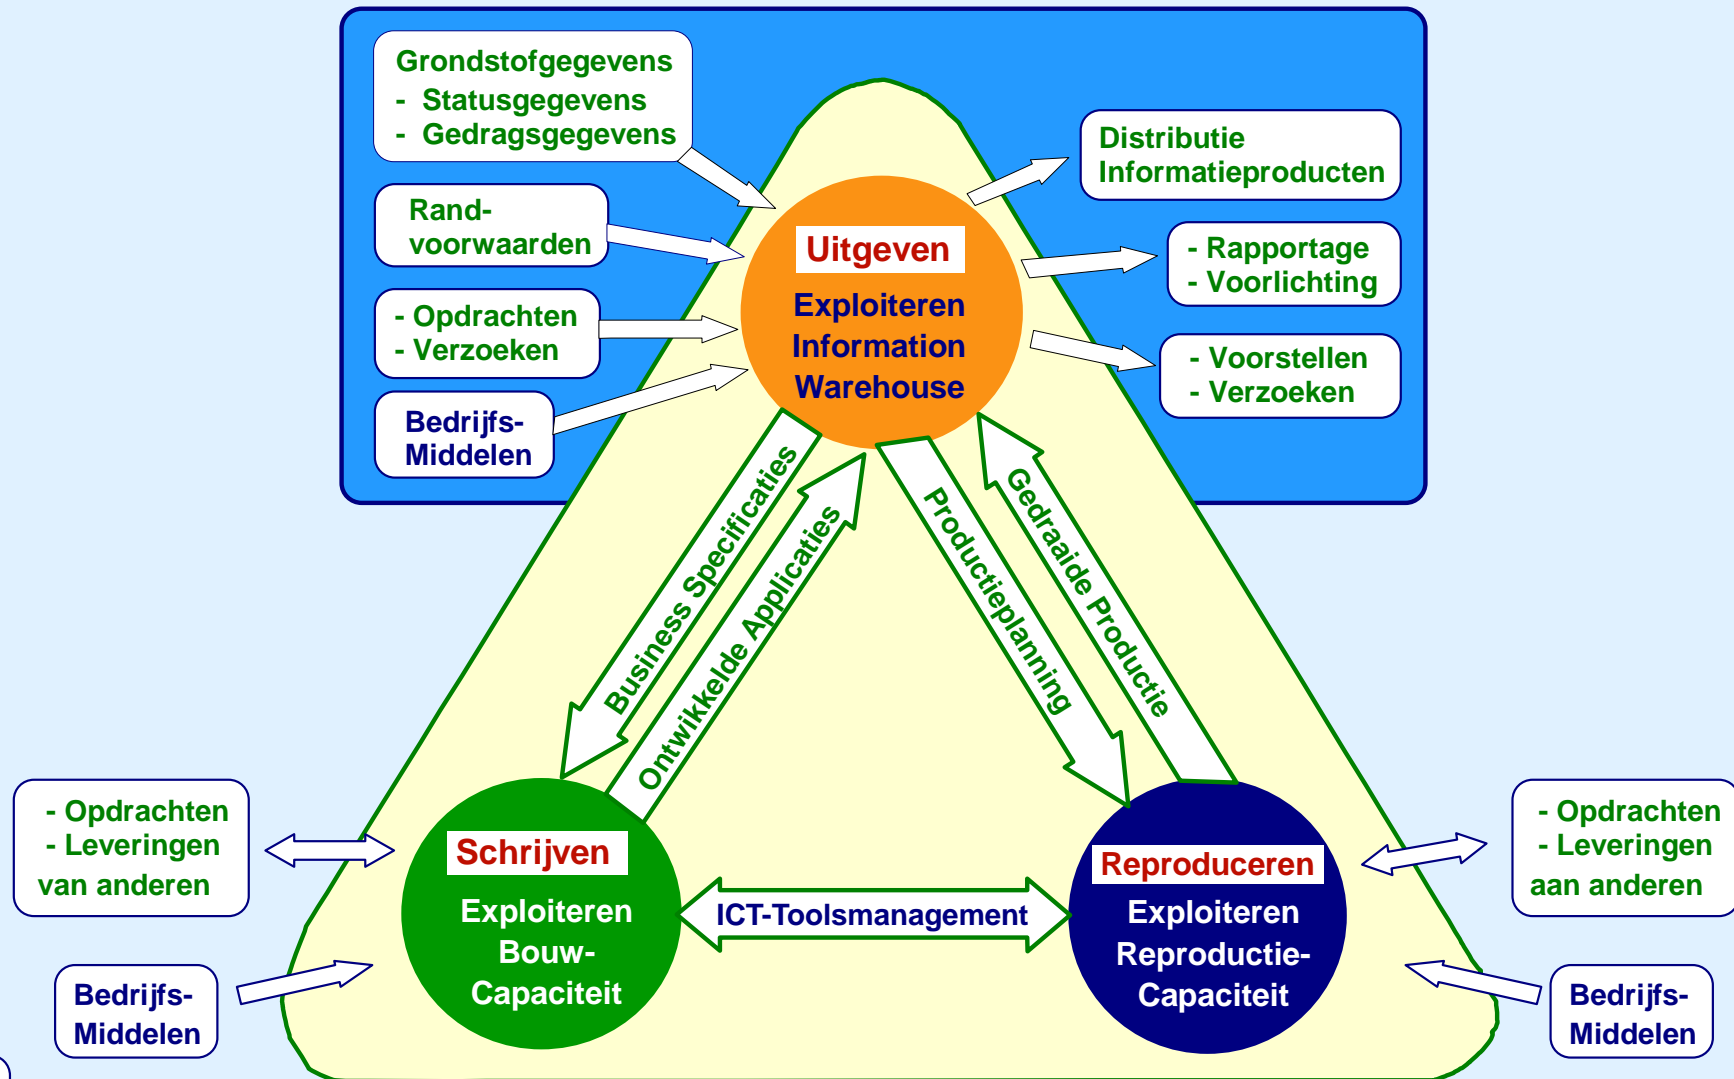 Grondstofgegevens
- Statusgegevens
- Gedragsgegevens
Rand-
voorwaarden
- Opdrachten
- Verzoeken
Bedrijfs-
Middelen
Uitgeven
Exploiteren
Information
Warehouse
Distributie
Informatieproducten
- Rapportage
- Voorlichting
- Voorstellen
- Verzoeken
Business Specificaties
Ontwikkelde Applicaties
Productieplanning
Gedraaide Productie
- Opdrachten
- Leveringen
van anderen
Bedrijfs-
Middelen
Schrijven
Exploiteren
Bouw-
Capaciteit
ICT-Toolsmanagement
Reproduceren
Exploiteren
Reproductie-
Capaciteit
- Opdrachten
- Leveringen
aan anderen
Bedrijfs-
Middelen